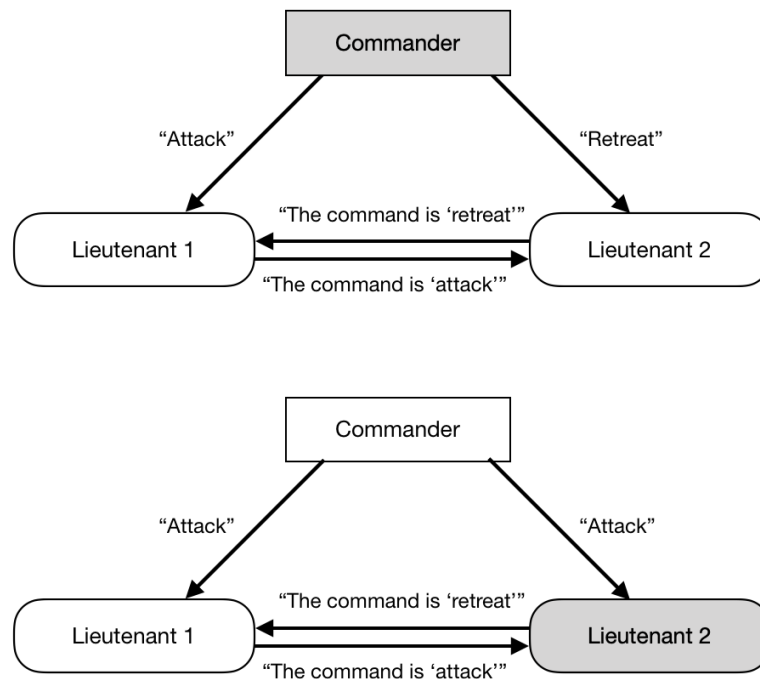 Commander
“Attack”
“Retreat”
“The command is ‘retreat’”
Lieutenant 1
Lieutenant 2
“The command is ‘attack’”
Commander
“Attack”
“Attack”
“The command is ‘retreat’”
Lieutenant 1
Lieutenant 2
“The command is ‘attack’”